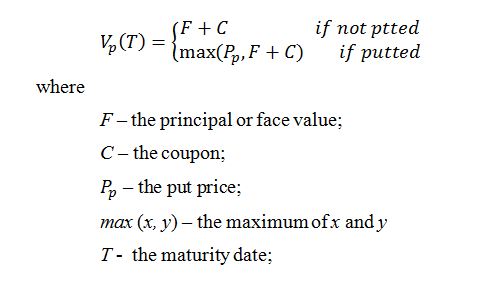 V_p(T) = {F + C if not ptted
{max(P_p, F + C) if putted
where
F – the principal or face value;
C – the coupon;
P_p – the put price;
max (x, y) – the maximum of x and y
T - the maturity date;